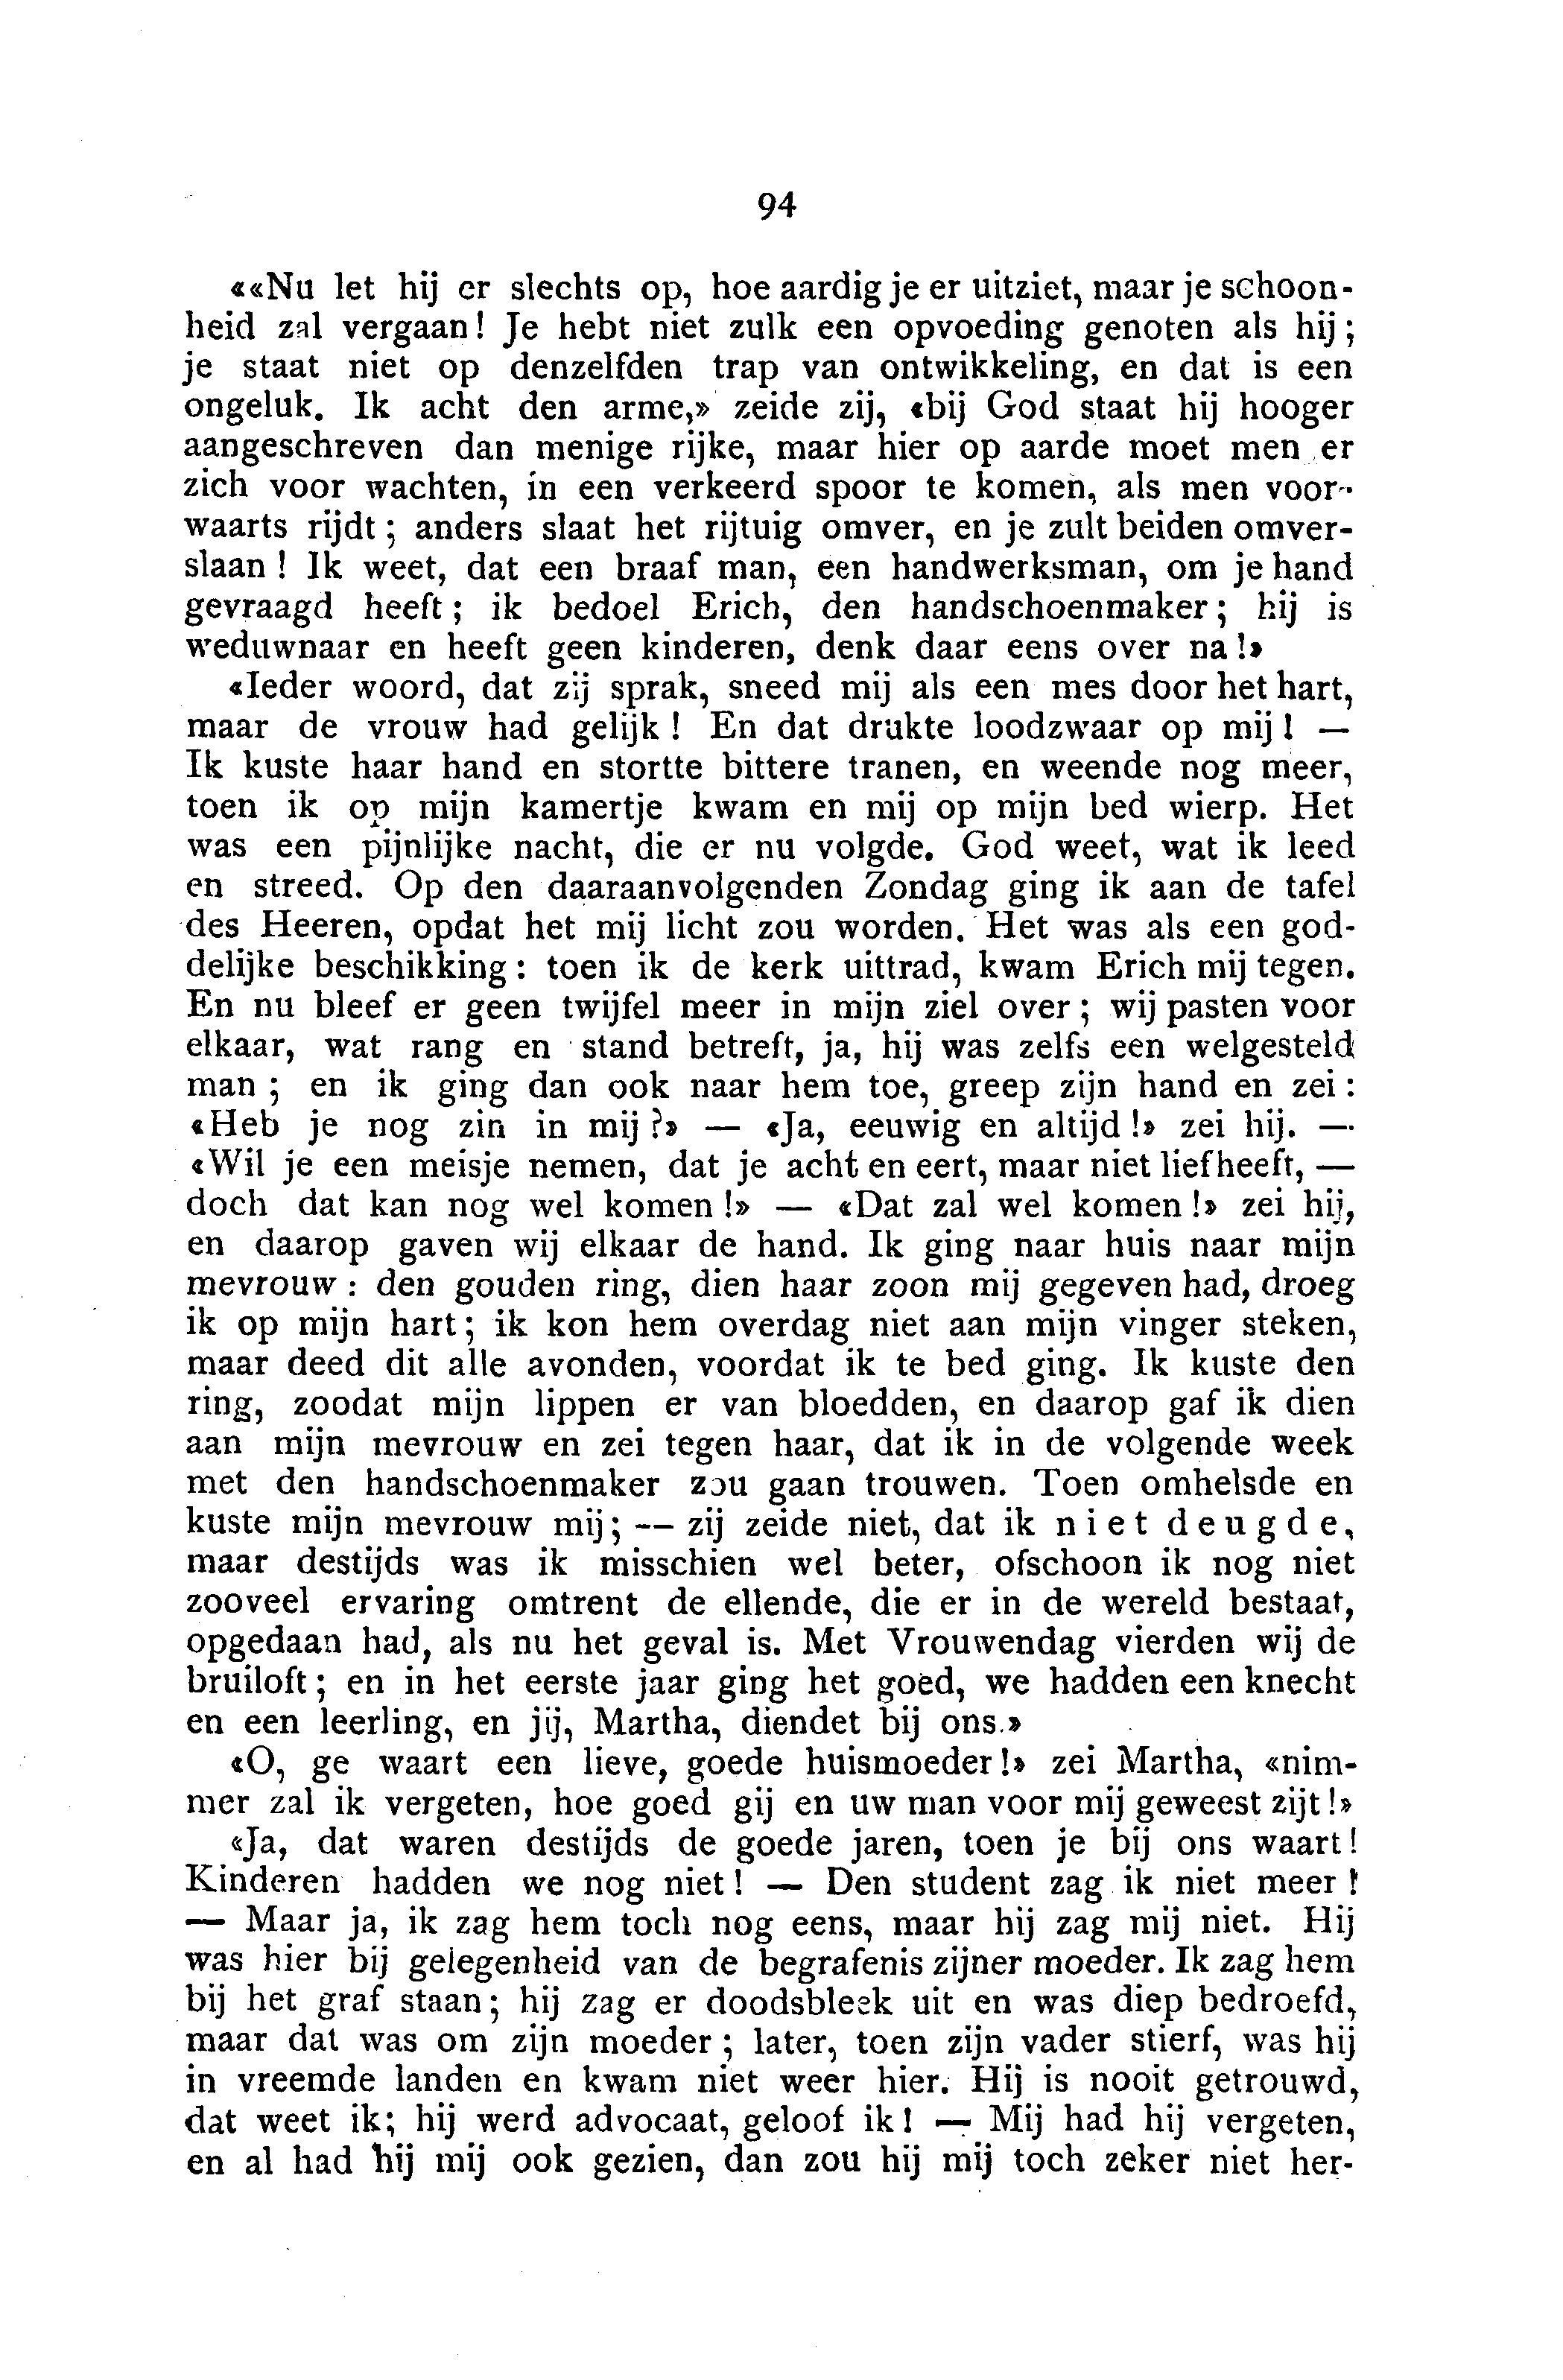 94
««Nu let hij er slechts op, hoe aardig je er uitziet, maar je schoon-
heid zal vergaan! Je hebt niet zulk een opvoeding genoten als hij;
je staat niet op denzelfden trap van ontwikkeling, en dat is een
ongeluk. Ik acht den arme,» zeide zij, «bij God staat hij hooger
aangeschreven dan menige rijke, maar hier op aarde moet men er
zich voor wachten, in een verkeerd spoor te komen, als men voor-
waarts rijdt; anders slaat het rijtuig omver, en je zult beiden omver-
slaan! Ik weet, dat een braaf man, een handwerksman, om je hand
gevraagd heeft; ik bedoel Erich, den handschoenmaker; hij is
weduwnaar en heeft geen kinderen, denk daar eens over na!»
«Ieder woord, dat zij sprak, sneed mij als een mes door het hart,
maar de vrouw had gelijk! En dat drukte loodzwaar op mij! —
Ik kuste haar hand en stortte bittere tranen, en weende nog meer,
toen ik op mijn kamertje kwam en mij op mijn bed wierp. Het
was een pijnlijke nacht, die er nu volgde. God weet, wat ik leed
en streed. Op den daaraanvolgenden Zondag ging ik aan de tafel
des Heeren, opdat het mij licht zou worden. Het was als een god-
delijke beschikking: toen ik de kerk uittrad, kwam Erich mij tegen.
En nu bleef er geen twijfel meer in mijn ziel over; wij pasten voor
elkaar, wat rang en stand betreft, ja, hij was zelfs een welgesteld
man; en ik ging dan ook naar hem toe, greep zijn hand en zei:
«Heb je nog zin in mij?» — «Ja, eeuwig en altijd!» zei hij. —
«Wil je een meisje nemen, dat je acht en eert, maar niet liefheeft, —
doch dat kan nog wel komen!» — «Dat zal wel komen!» zei hij,
en daarop gaven wij elkaar de hand. Ik ging naar huis naar mijn
mevrouw: den gouden ring, dien haar zoon mij gegeven had, droeg
ik op mijn hart; ik kon hem overdag niet aan mijn vinger steken,
maar deed dit alle avonden, voordat ik te bed ging. Ik kuste den
ring, zoodat mijn lippen er van bloedden, en daarop gaf ik dien
aan mijn mevrouw en zei tegen haar, dat ik in de volgende week
met den handschoenmaker zou gaan trouwen. Toen omhelsde en
kuste mijn mevrouw mij; — zij zeide niet, dat ik niet deugde,
maar destijds was ik misschien wel beter, ofschoon ik nog niet
zooveel ervaring omtrent de ellende, die er in de wereld bestaat,
opgedaan had, als nu het geval is. Met Vrouwendag vierden wij de
bruiloft; en in het eerste jaar ging het goed, we hadden een knecht
en een leerling, en jij, Martha, diendet bij ons.»
«O, ge waart een lieve, goede huismoeder!» zei Martha, «nim-
mer zal ik vergeten, hoe goed gij en uw man voor mij geweest zijt!»
«Ja, dat waren destijds de goede jaren, toen je bij ons waart!
Kinderen hadden we nog niet! — Den student zag ik niet meer!
— Maar ja, ik zag hem toch nog eens, maar hij zag mij niet. Hij
was hier bij gelegenheid van de begrafenis zijner moeder. Ik zag hem
bij het graf staan; hij zag er doodsbleek uit en was diep bedroefd,
maar dat was om zijn moeder; later, toen zijn vader stierf, was hij
in vreemde landen en kwam niet weer hier. Hij is nooit getrouwd,
dat weet ik; hij werd advocaat, geloof ik! — Mij had hij vergeten,
en al had hij mij ook gezien, dan zou hij mij toch zeker niet her-